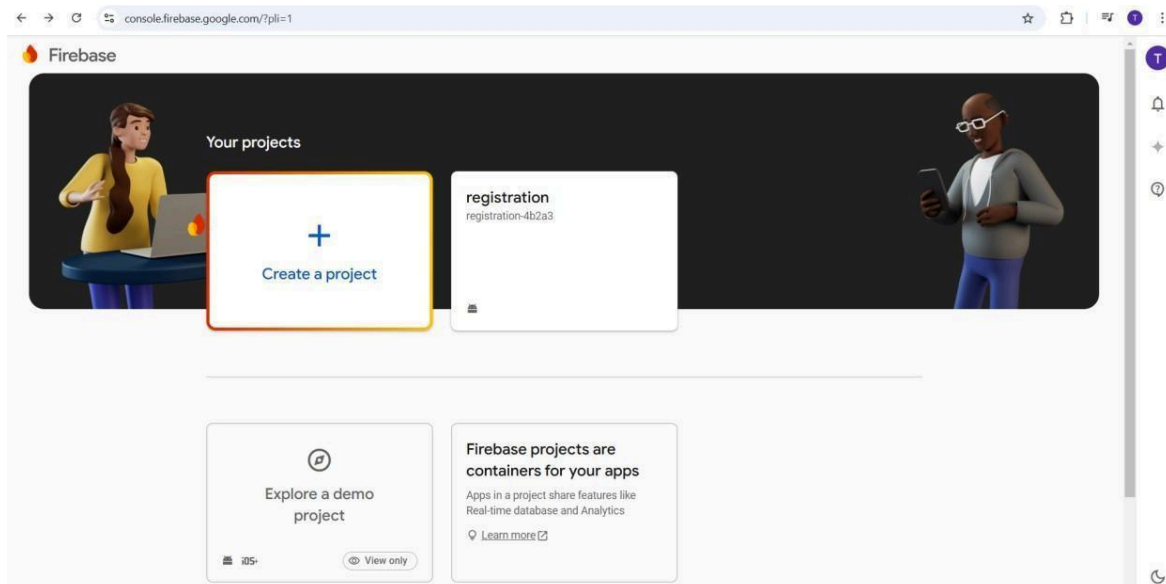 console.firebase.google.com/?pli=1
T
Firebase
T
Your projects
Create a project
registration
registration-4b2a3
Explore a demo
project
iOS+
View only
Firebase projects are
containers for your apps
Apps in a project share features like
Real-time database and Analytics
Learn more